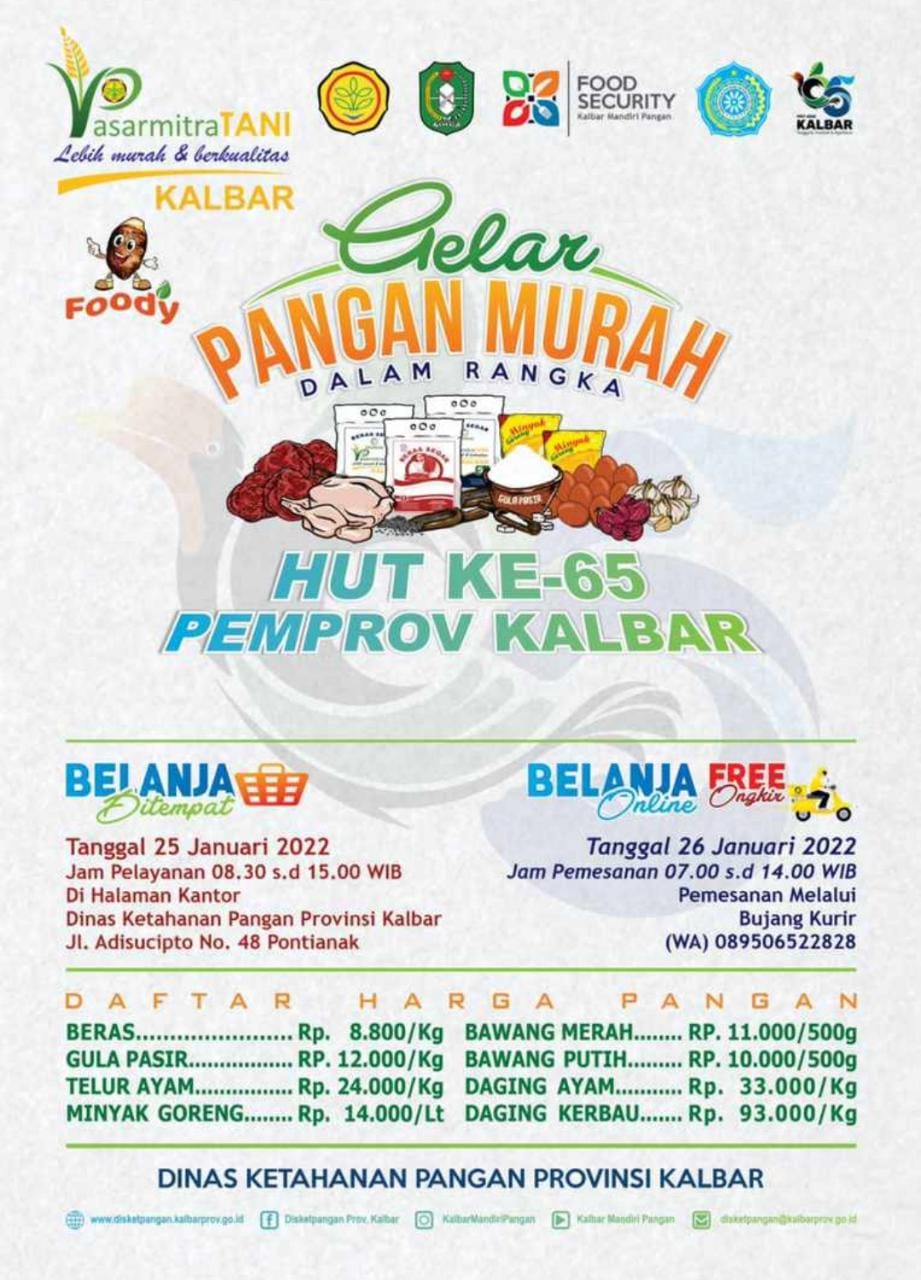 PasarmitraTANI
Lebih murah & berkualitas
KALBAR
FOOD
SECURITY
Kalbar Mandiri Pangan
KALBAR
Foody
Gelar
PANGAN MURAH
DALAM RANGKA
Minyak
Goreng
Minyak
GULA PASIR
HUT KE-65
PEMPROV KALBAR
BELANJA
Ditempat
Tanggal 25 Januari 2022
Jam Pelayanan 08.30 s.d 15.00 WIB
Di Halaman Kantor
Dinas Ketahanan Pangan Provinsi Kalbar
Jl. Adisucipto No. 48 Pontianak
BELANJA FREE
Online Ongkir
Tanggal 26 Januari 2022
Jam Pemesanan 07.00 s.d 14.00 WIB
Pemesanan Melalui
Bujang Kurir
(WA) 089506522828
DAFTAR HARGA PANGAN
BERAS....................... Rp. 8.800/Kg BAWANG MERAH........ RP. 11.000/500g
GULA PASIR................. RP. 12.000/Kg BAWANG PUTIH......... RP. 10.000/500g
TELUR AYAM................ Rp. 24.000/Kg DAGING AYAM........... Rp. 33.000/Kg
MINYAK GORENG........ Rp. 14.000/Lt DAGING KERBAU....... Rp. 93.000/Kg
DINAS KETAHANAN PANGAN PROVINSI KALBAR
www.disketpangan.kalbarprov.go.id Disketpangan Prov. Kalbar KalbarMandiriPangan Kalbar Mandiri Pangan disketpangan@kalbarprov.go.id